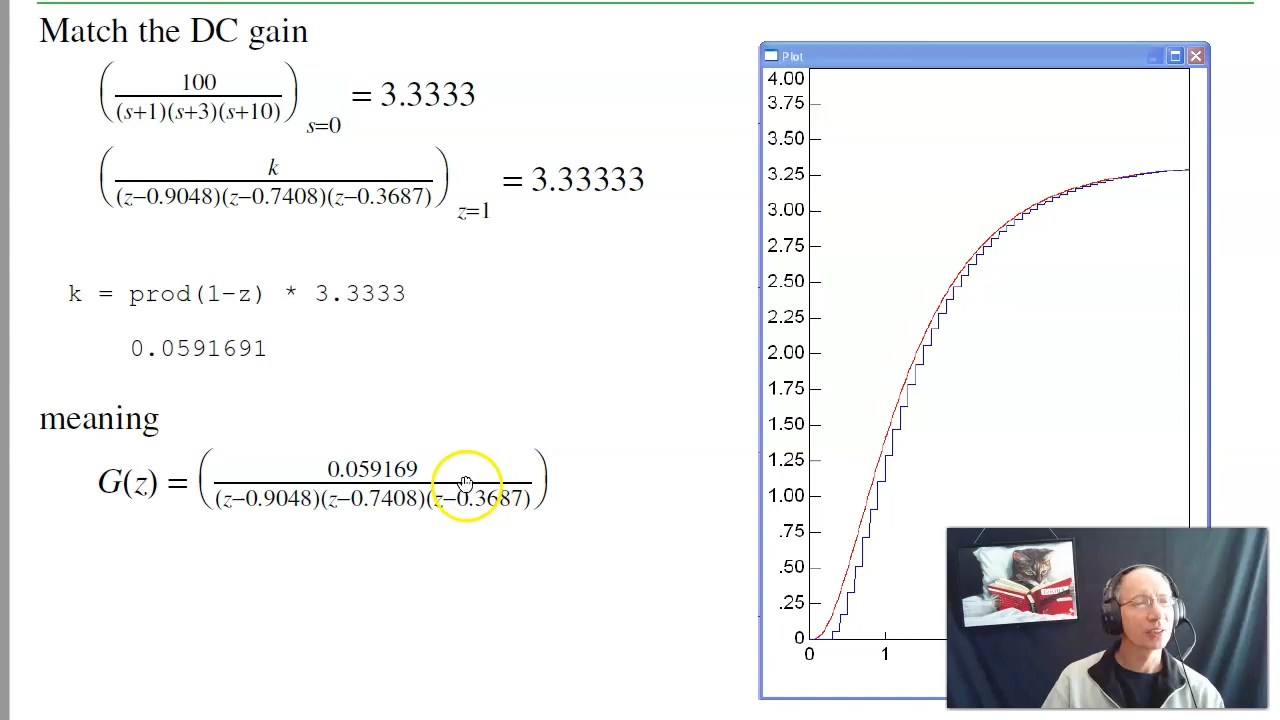 Match the DC gain
(100 / (s+1)(s+3)(s+10)) s=0 = 3.3333
(k / (z−0.9048)(z−0.7408)(z−0.3687)) z=1 = 3.33333
k = prod(1-z) * 3.3333
0.0591691
meaning
G(z) = (0.059169 / (z−0.9048)(z−0.7408)(z−0.3687))
Plot
4.00
3.75
3.50
3.25
3.00
2.75
2.50
2.25
2.00
1.75
1.50
1.25
1.00
.75
.50
.25
0
0 1